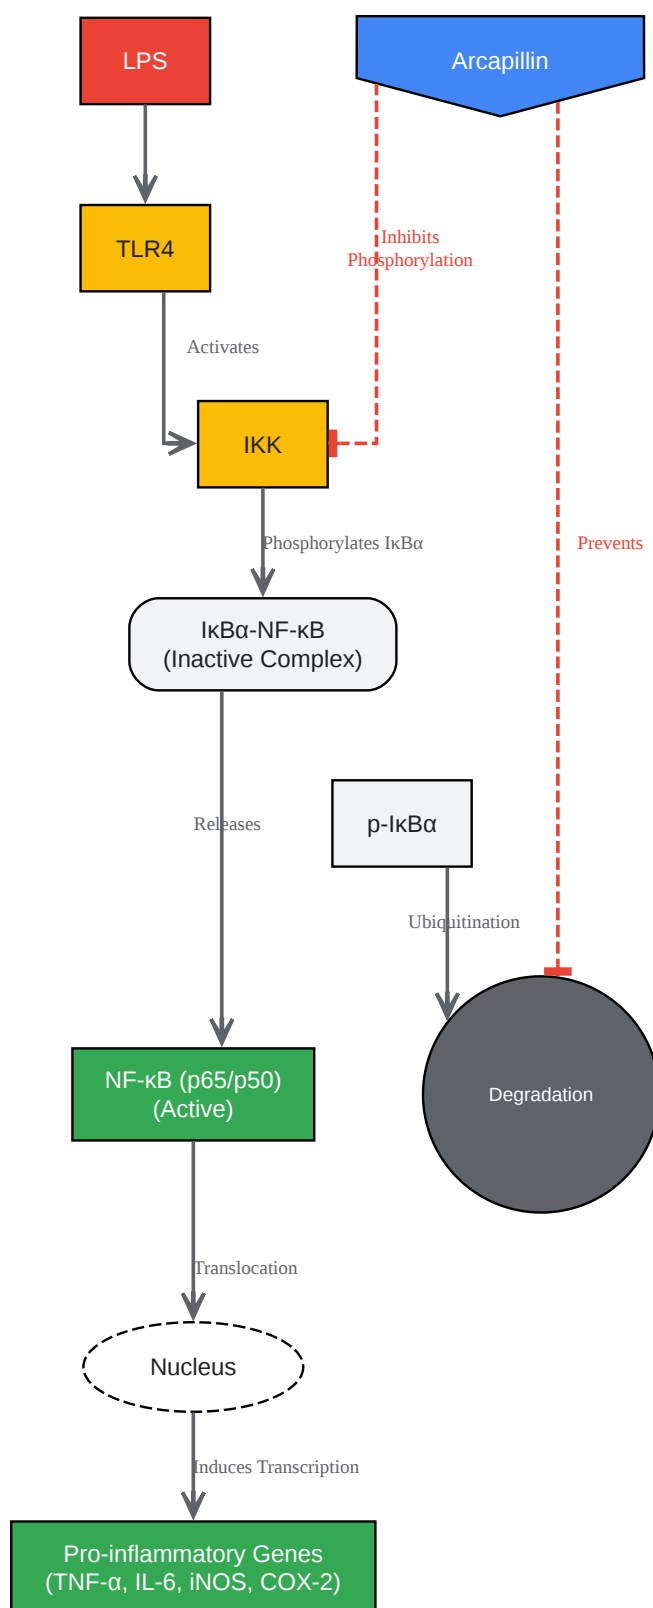 LPS
Arcapillin
Inhibits
Phosphorylation
TLR4
Activates
IKK
Phosphorylates IκBα
Prevents
IκBα-NF-κB
(Inactive Complex)
Releases
p-IκBα
Ubiquitination
NF-κB (p65/p50)
(Active)
Degradation
Translocation
Nucleus
Induces Transcription
Pro-inflammatory Genes
(TNF-α, IL-6, iNOS, COX-2)